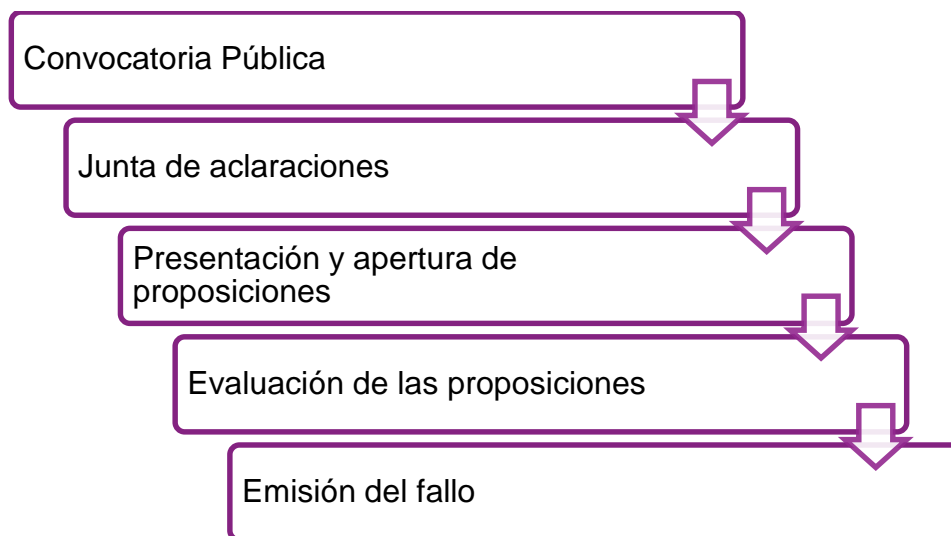 Convocatoria Pública
Junta de aclaraciones
Presentación y apertura de
proposiciones
Evaluación de las proposiciones
Emisión del fallo